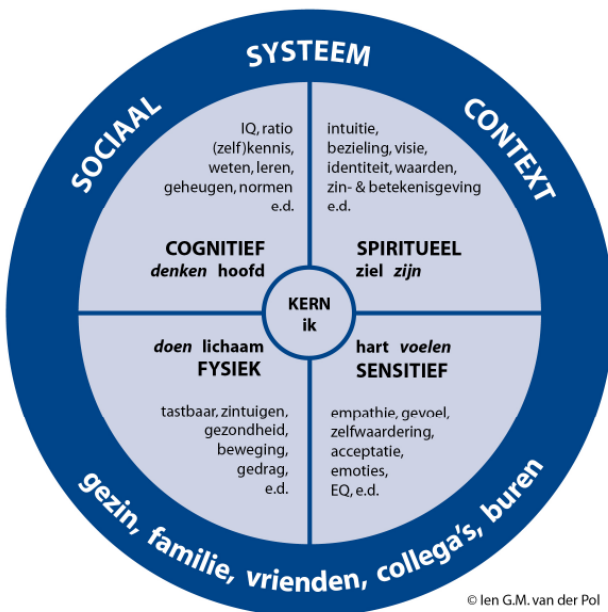 SOCIAAL SYSTEEM CONTEXT
IQ, ratio
(zelf)kennis,
weten, leren,
geheugen, normen
e.d.
COGNITIEF
denken hoofd
intuitie,
bezieling, visie,
identiteit, waarden,
zin- & betekenisgeving
e.d.
SPIRITUEEL
ziel zijn
KERN
ik
doen lichaam
FYSIEK
tastbaar, zintuigen,
gezondheid,
beweging,
gedrag,
e.d.
hart voelen
SENSITIEF
empathie, gevoel,
zelfwaardering,
acceptatie,
emoties,
EQ, e.d.
gezin, familie, vrienden, collega's, buren
© Ien G.M. van der Pol